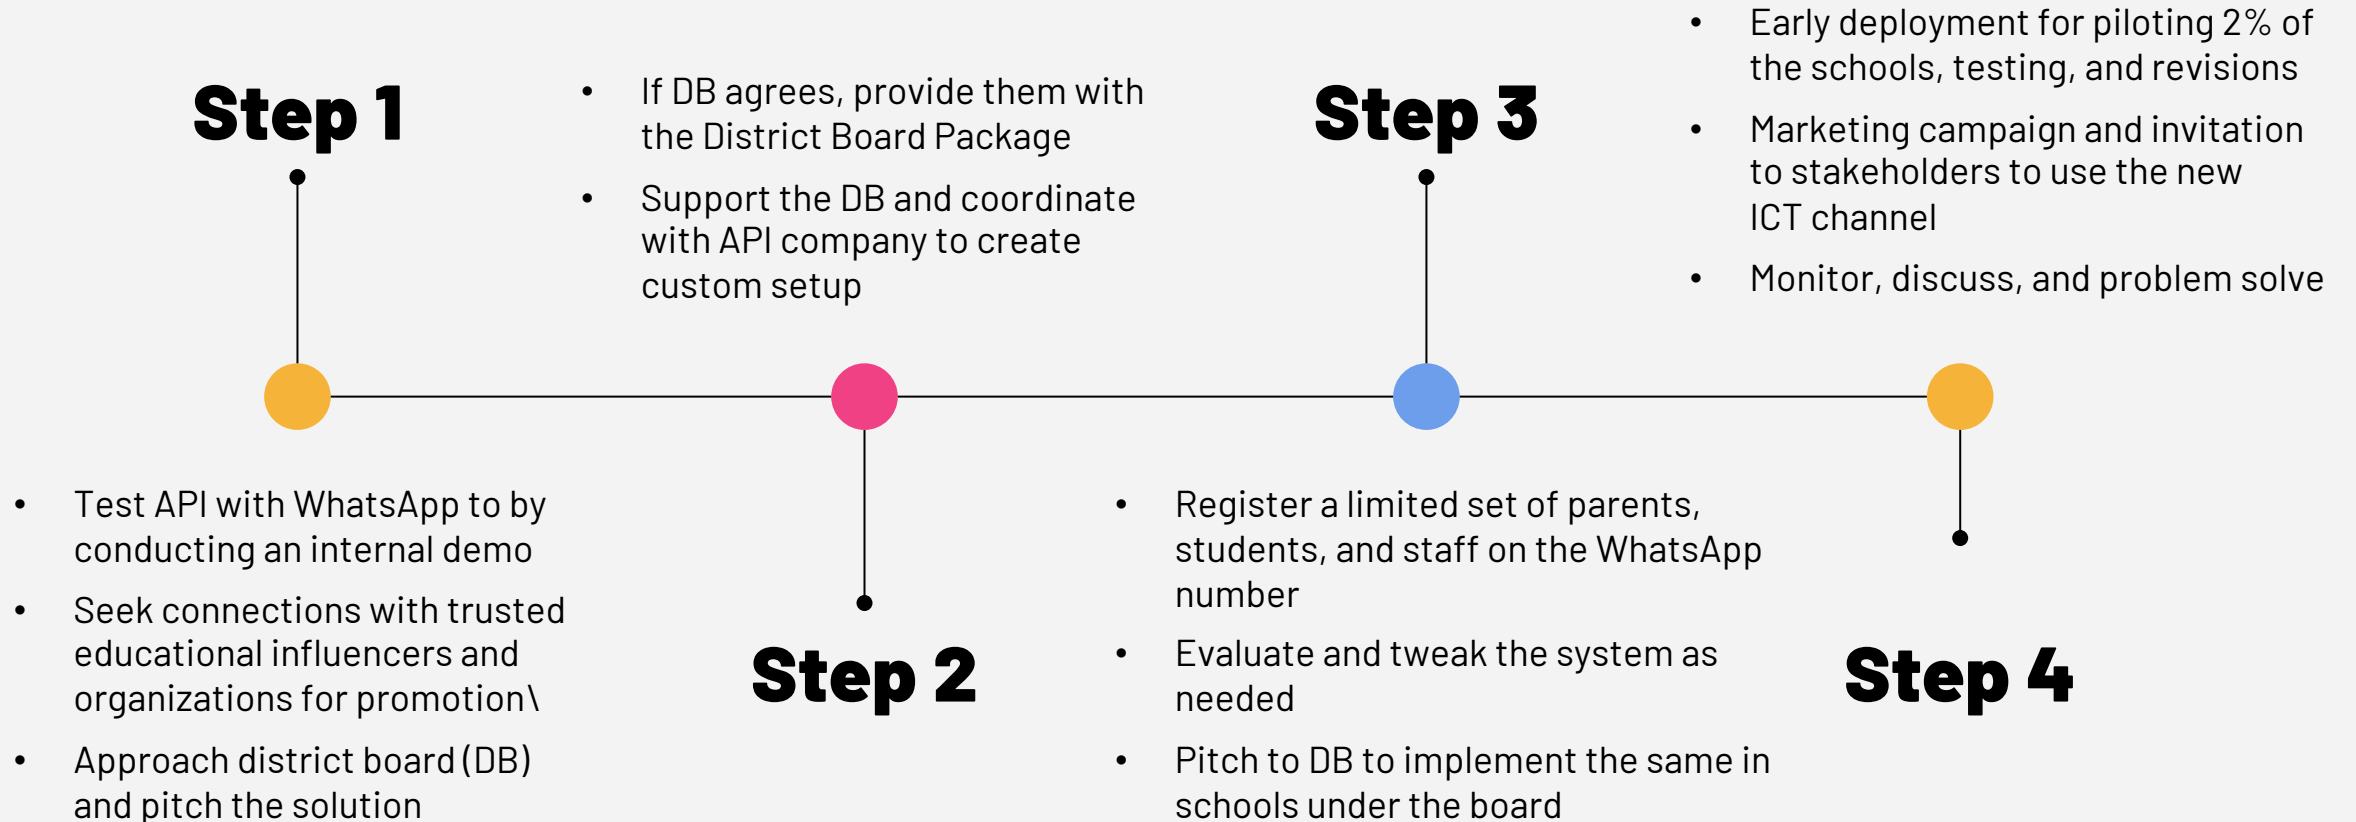 Step 1
• Test API with WhatsApp to by
conducting an internal demo
• Seek connections with trusted
educational influencers and
organizations for promotion\
• Approach district board (DB)
and pitch the solution
• If DB agrees, provide them with
the District Board Package
• Support the DB and coordinate
with API company to create
custom setup
Step 2
Step 3
• Register a limited set of parents,
students, and staff on the WhatsApp
number
• Evaluate and tweak the system as
needed
• Pitch to DB to implement the same in
schools under the board
• Early deployment for piloting 2% of
the schools, testing, and revisions
• Marketing campaign and invitation
to stakeholders to use the new
ICT channel
• Monitor, discuss, and problem solve
Step 4